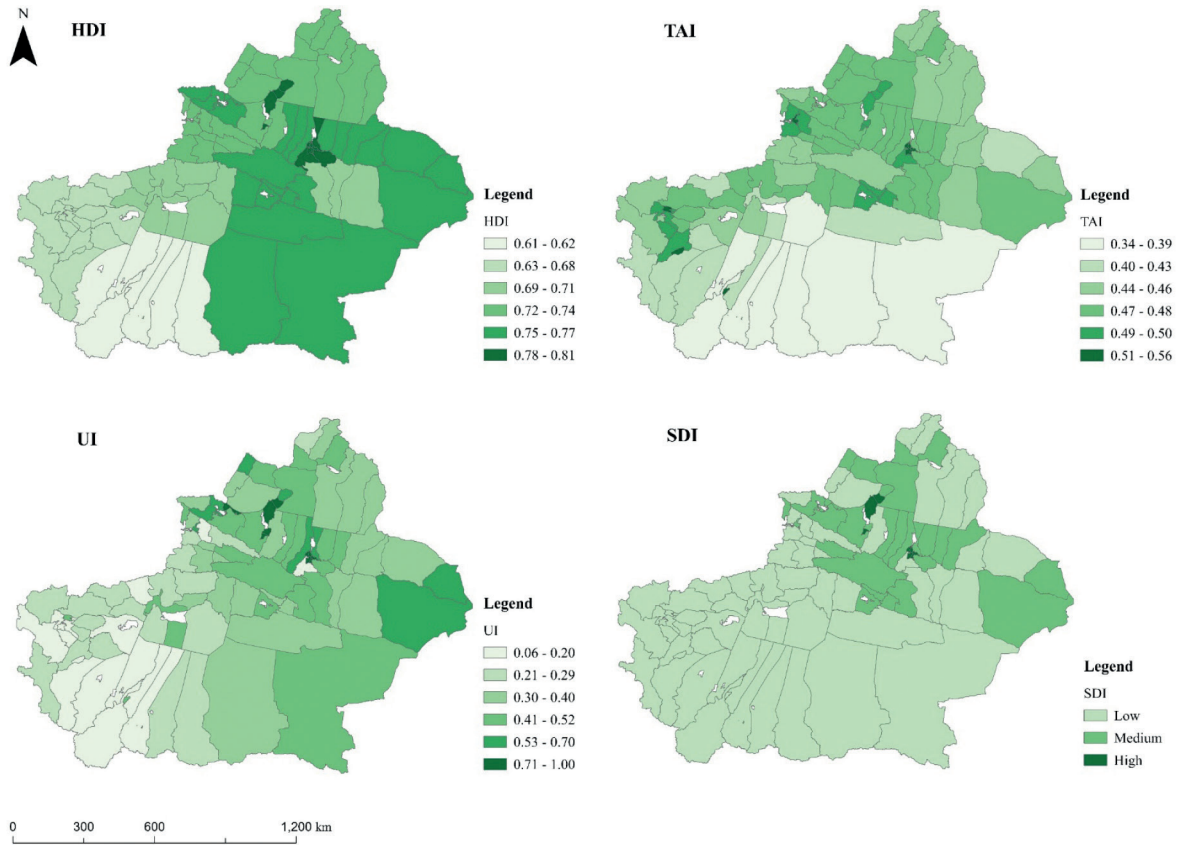 N
HDI
Legend
HDI
0.61 - 0.62
0.63 - 0.68
0.69 - 0.71
0.72 - 0.74
0.75 - 0.77
0.78 - 0.81
TAI
Legend
TAI
0.34 - 0.39
0.40 - 0.43
0.44 - 0.46
0.47 - 0.48
0.49 - 0.50
0.51 - 0.56
UI
Legend
UI
0.06 - 0.20
0.21 - 0.29
0.30 - 0.40
0.41 - 0.52
0.53 - 0.70
0.71 - 1.00
SDI
Legend
SDI
Low
Medium
High
0 300 600 1,200 km